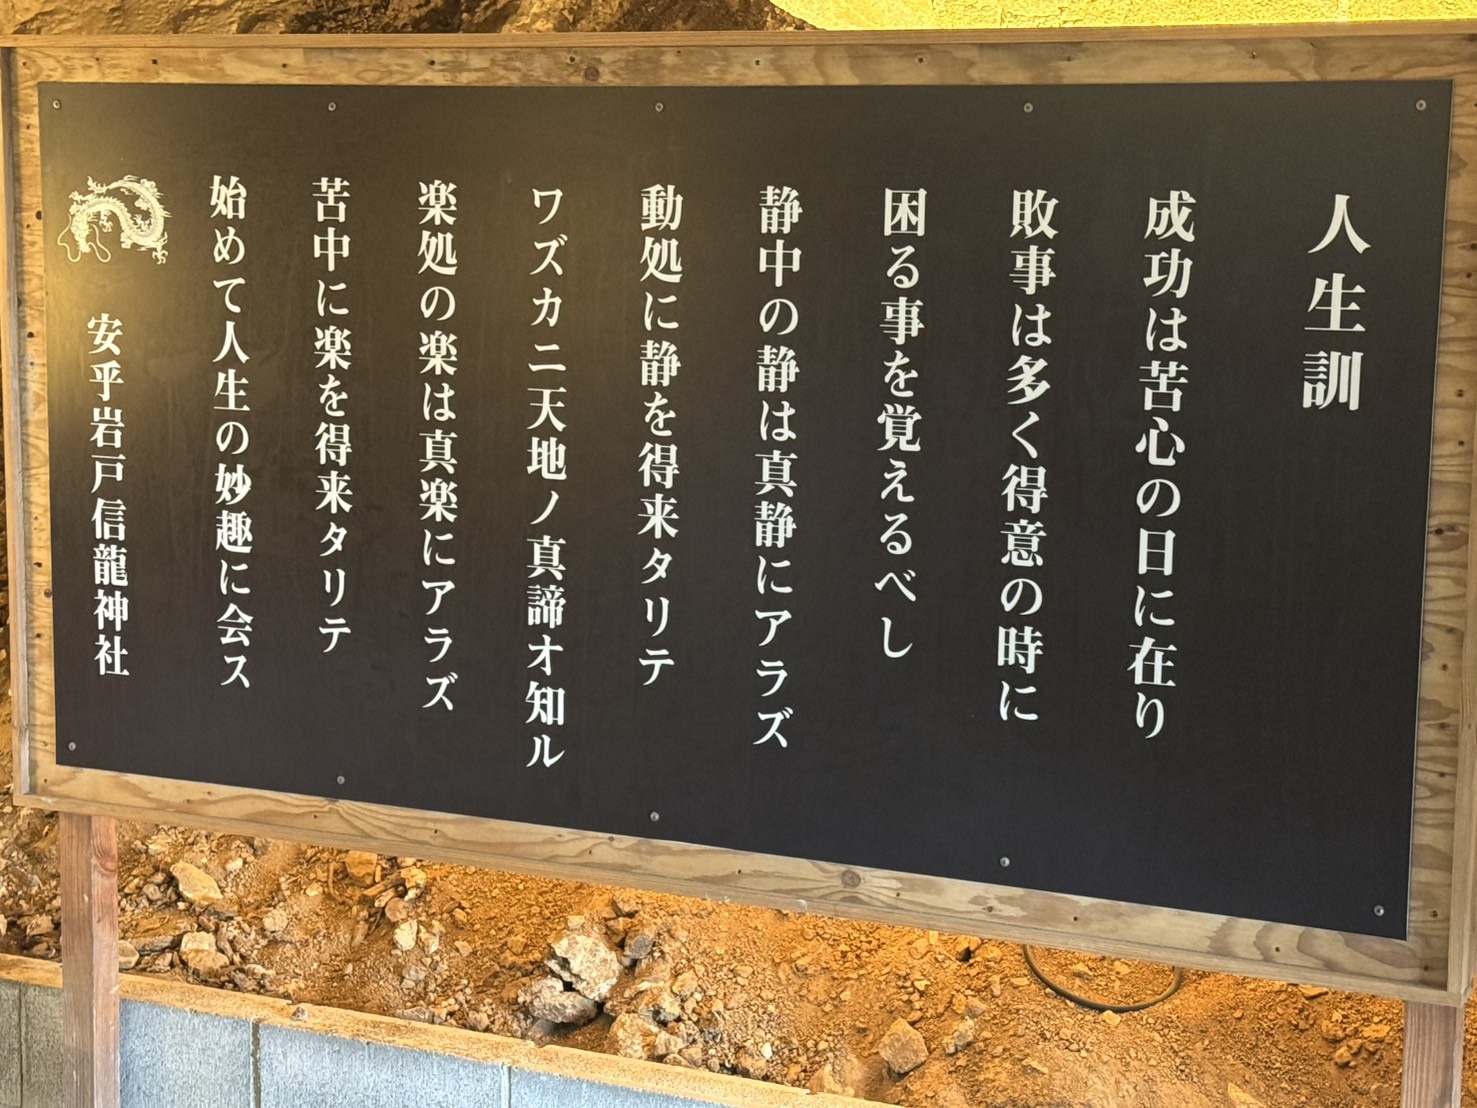 人生訓
成功は苦心の日に在り
敗事は多く得意の時に
困る事を覚えるべし
静中の静は真静にアラズ
動処に静を得来タリテ
ワズカニ天地ノ真諦オ知ル
楽処の楽は真楽にアラズ
苦中に楽を得来タリテ
始めて人生の妙趣に会ス
安乎岩戸信龍神社